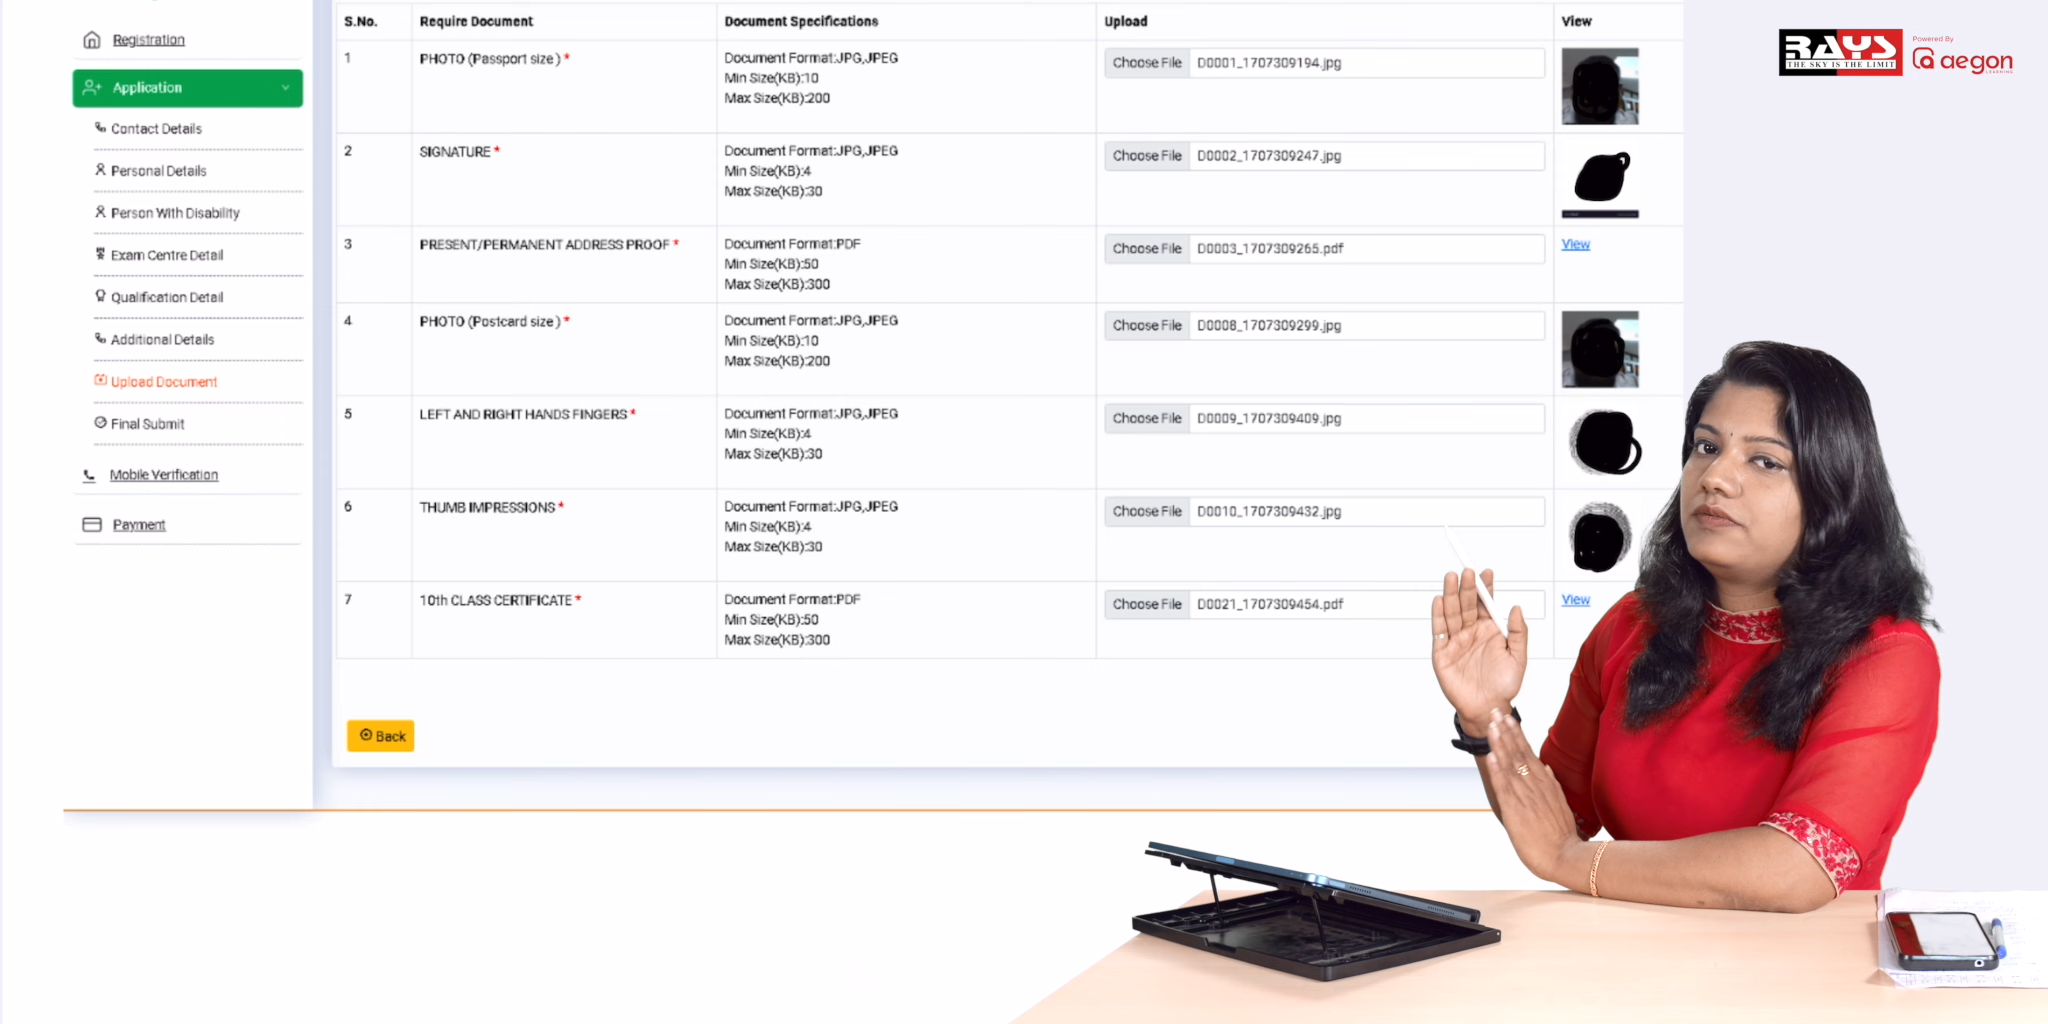 Registration
Application
Contact Details
Personal Details
Person With Disability
Exam Centre Detail
Qualification Detail
Additional Details
Upload Document
Final Submit
Mobile Verification
Payment
S.No. Require Document Document Specifications Upload View
1 PHOTO (Passport size ) * Document Format:JPG,JPEG Choose File D0001_1707309194.jpg
Min Size(KB):10
Max Size(KB):200
2 SIGNATURE * Document Format:JPG,JPEG Choose File D0002_1707309247.jpg
Min Size(KB):4
Max Size(KB):30
3 PRESENT/PERMANENT ADDRESS PROOF * Document Format:PDF Choose File D0003_1707309265.pdf View
Min Size(KB):50
Max Size(KB):300
4 PHOTO (Postcard size ) * Document Format:JPG,JPEG Choose File D0008_1707309299.jpg
Min Size(KB):10
Max Size(KB):200
5 LEFT AND RIGHT HANDS FINGERS * Document Format:JPG,JPEG Choose File D0009_1707309409.jpg
Min Size(KB):4
Max Size(KB):30
6 THUMB IMPRESSIONS * Document Format:JPG,JPEG Choose File D0010_1707309432.jpg
Min Size(KB):4
Max Size(KB):30
7 10th CLASS CERTIFICATE * Document Format:PDF Choose File D0021_1707309454.pdf View
Min Size(KB):50
Max Size(KB):300
Back
RAYS
THE SKY IS THE LIMIT
Powered By
aegon
LEARNING